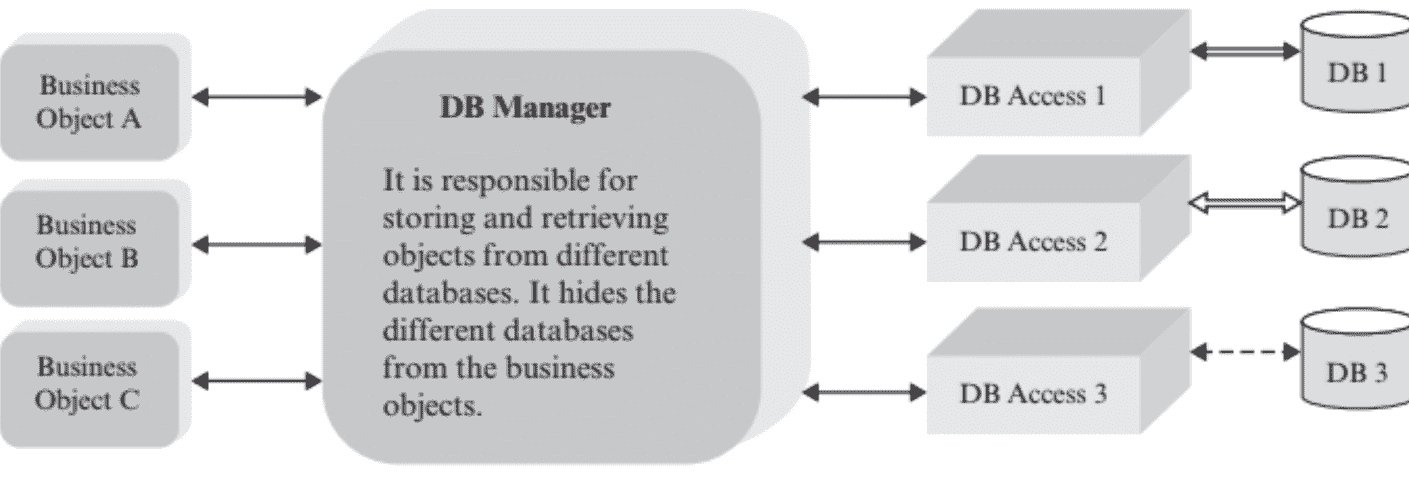 Business
Object A
Business
Object B
Business
Object C
DB Manager
It is responsible for
storing and retrieving
objects from different
databases. It hides the
different databases
from the business
objects.
DB Access 1
DB 1
DB Access 2
DB 2
DB Access 3
DB 3